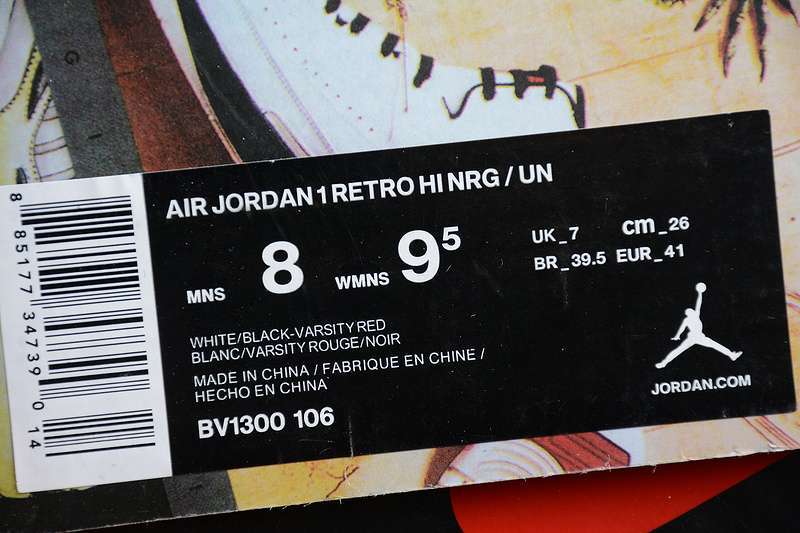 AIR JORDAN 1 RETRO HI NRG / UN
MNS 8 WMNS 9⁵
UK_7 cm_26
BR_39.5 EUR_41
WHITE/BLACK-VARSITY RED
BLANC/VARSITY ROUGE/NOIR
MADE IN CHINA / FABRIQUE EN CHINE /
HECHO EN CHINA
BV1300 106
JORDAN.COM
8 85177 34739 0 14